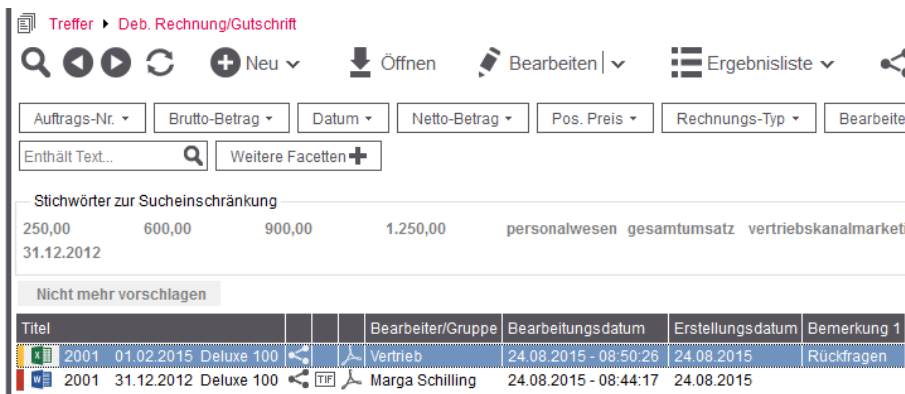 Treffer ▸ Deb. Rechnung/Gutschrift
Neu Öffnen Bearbeiten Ergebnisliste
Auftrags-Nr. Brutto-Betrag Datum Netto-Betrag Pos. Preis Rechnungs-Typ Bearbeite
Enthält Text... Weitere Facetten
Stichwörter zur Sucheinschränkung
250,00 600,00 900,00 1.250,00 personalwesen gesamtumsatz vertriebskanalmarketi
31.12.2012
Nicht mehr vorschlagen
Titel Bearbeiter/Gruppe Bearbeitungsdatum Erstellungsdatum Bemerkung 1
2001 01.02.2015 Deluxe 100 Vertrieb 24.08.2015 - 08:50:26 24.08.2015 Rückfragen
2001 31.12.2012 Deluxe 100 TIF Marga Schilling 24.08.2015 - 08:44:17 24.08.2015